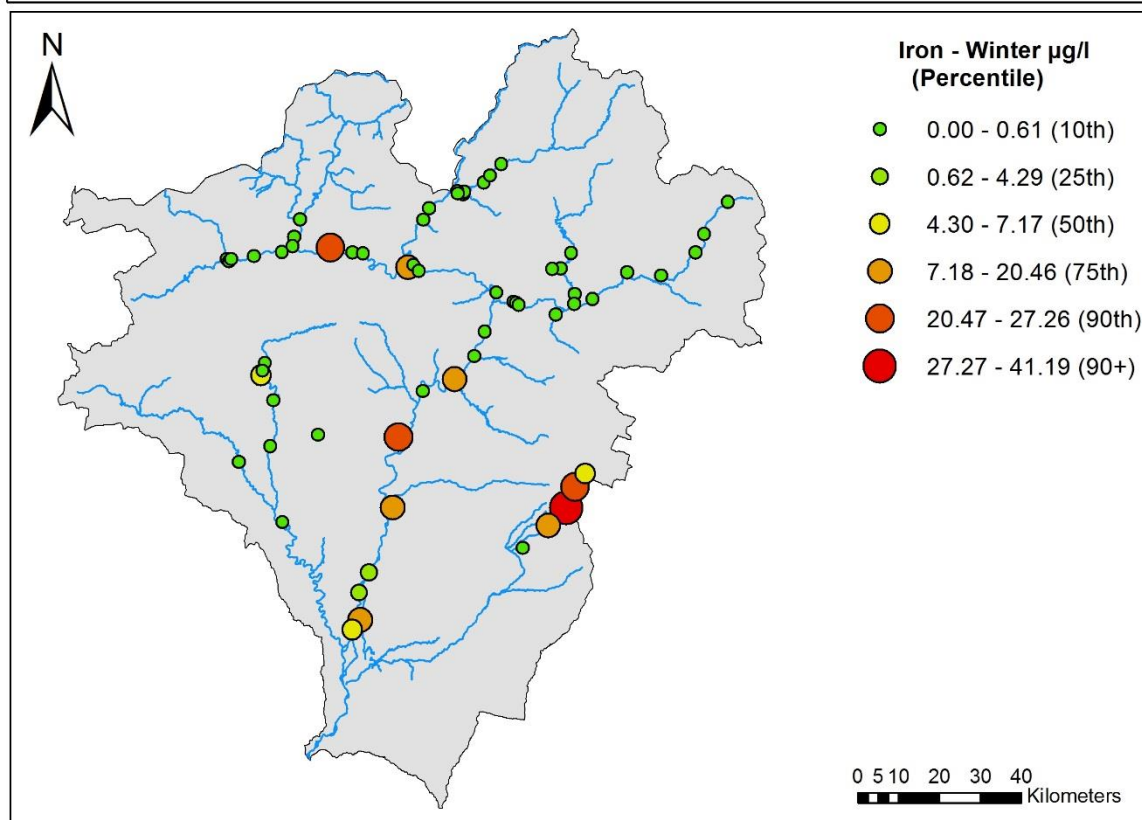 N
Iron - Winter µg/l
(Percentile)
0.00 - 0.61 (10th)
0.62 - 4.29 (25th)
4.30 - 7.17 (50th)
7.18 - 20.46 (75th)
20.47 - 27.26 (90th)
27.27 - 41.19 (90+)
0 5 10 20 30 40
Kilometers